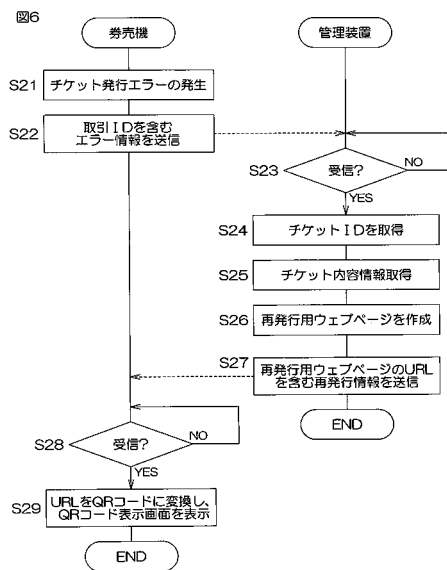 図6
券売機
管理装置
S21
チケット発行エラーの発生
S22
取引IDを含む
エラー情報を送信
S23
受信?
NO
YES
S24
チケットIDを取得
S25
チケット内容情報取得
S26
再発行用ウェブページを作成
S27
再発行用ウェブページのURL
を含む再発行情報を送信
END
S28
受信?
NO
YES
S29
URLをQRコードに変換し、
QRコード表示画面を表示
END